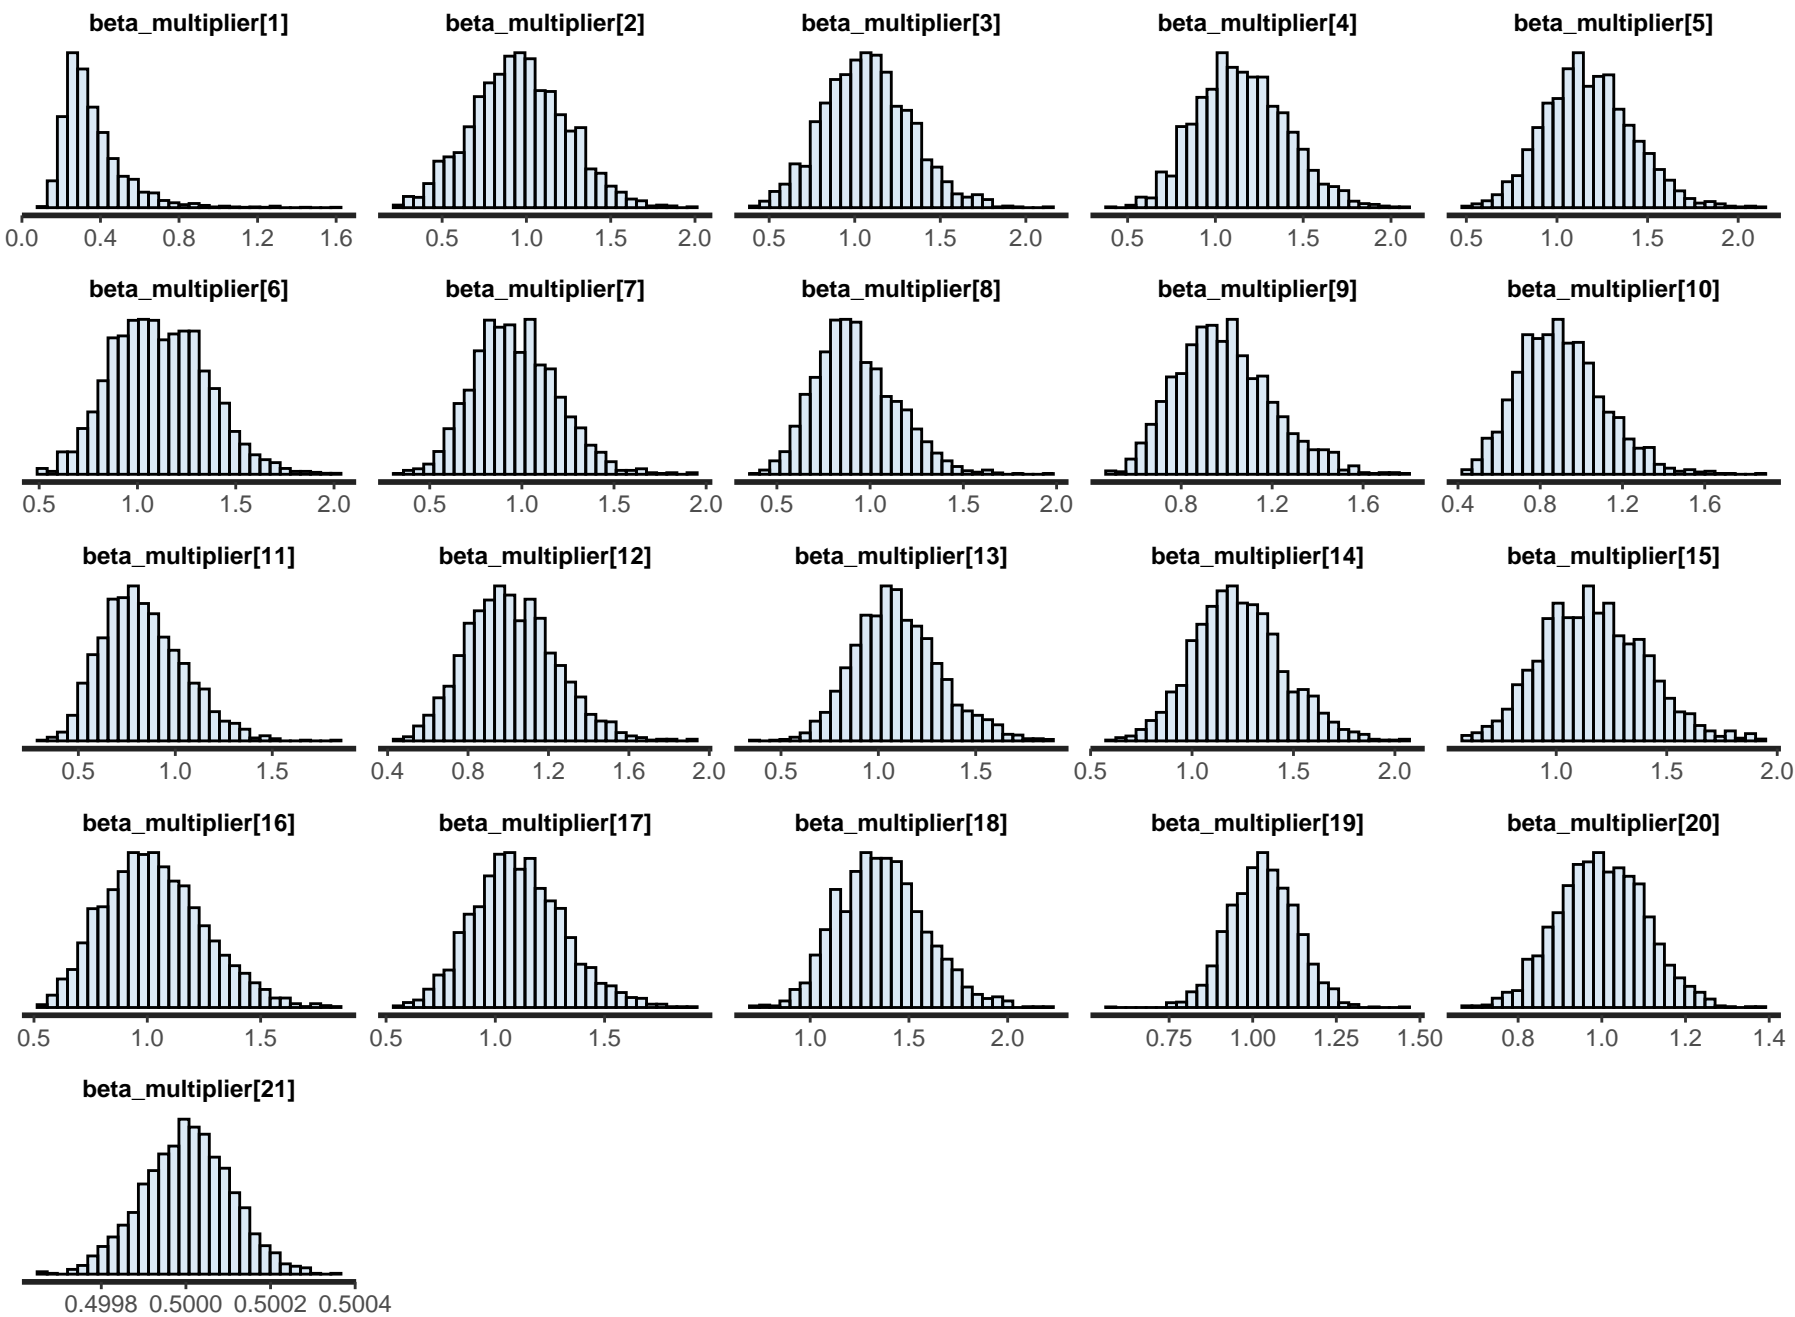 beta_multiplier[1] beta_multiplier[2] beta_multiplier[3] beta_multiplier[4] beta_multiplier[5]
0.0 0.4 0.8 1.2 1.6 0.5 1.0 1.5 2.0 0.5 1.0 1.5 2.0 0.5 1.0 1.5 2.0 0.5 1.0 1.5 2.0
beta_multiplier[6] beta_multiplier[7] beta_multiplier[8] beta_multiplier[9] beta_multiplier[10]
0.5 1.0 1.5 2.0 0.5 1.0 1.5 2.0 0.5 1.0 1.5 2.0 0.8 1.2 1.6 0.4 0.8 1.2 1.6
beta_multiplier[11] beta_multiplier[12] beta_multiplier[13] beta_multiplier[14] beta_multiplier[15]
0.5 1.0 1.5 0.4 0.8 1.2 1.6 2.0 0.5 1.0 1.5 0.5 1.0 1.5 2.0 1.0 1.5 2.0
beta_multiplier[16] beta_multiplier[17] beta_multiplier[18] beta_multiplier[19] beta_multiplier[20]
0.5 1.0 1.5 0.5 1.0 1.5 1.0 1.5 2.0 0.75 1.00 1.25 1.50 0.8 1.0 1.2 1.4
beta_multiplier[21]
0.4998 0.5000 0.5002 0.5004